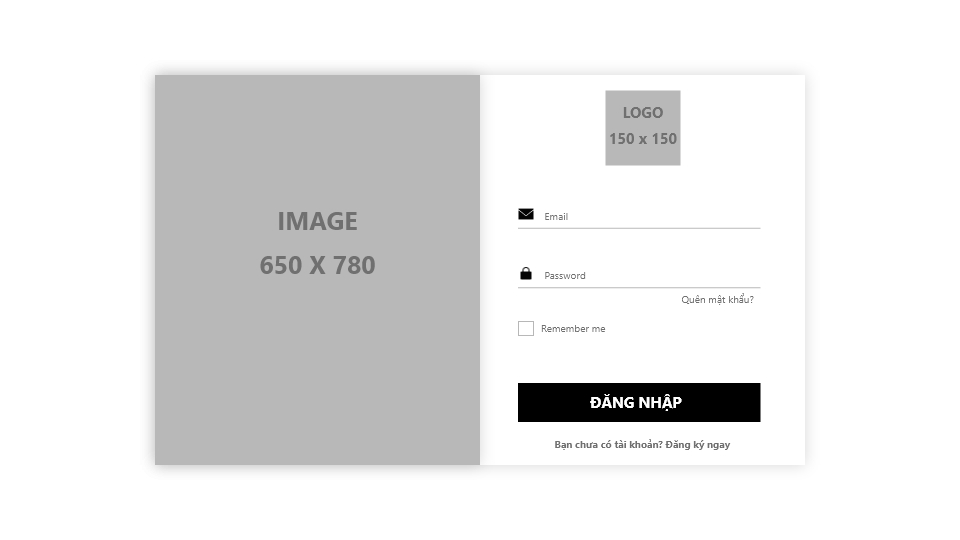 IMAGE
650 X 780
LOGO
150 x 150
Email
Password
Quên mật khẩu?
Remember me
ĐĂNG NHẬP
Bạn chưa có tài khoản? Đăng ký ngay